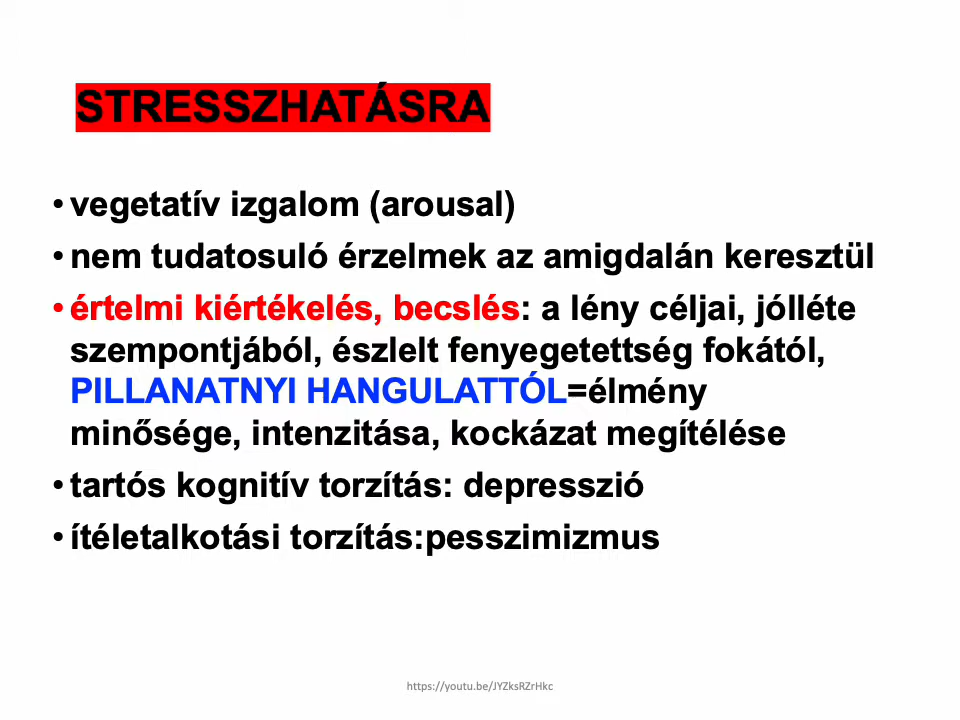 STRESSZHATÁSRA
• vegetatív izgalom (arousal)
• nem tudatosuló érzelmek az amigdalán keresztül
• értelmi kiértékelés, becslés: a lény céljai, jólléte
szempontjából, észlelt fenyegetettség fokától,
PILLANATNYI HANGULATTÓL=élmény
minősége, intenzitása, kockázat megítélése
• tartós kognitív torzítás: depresszió
• ítéletalkotási torzítás:pesszimizmus
https://youtu.be/JYZksRZrHkc